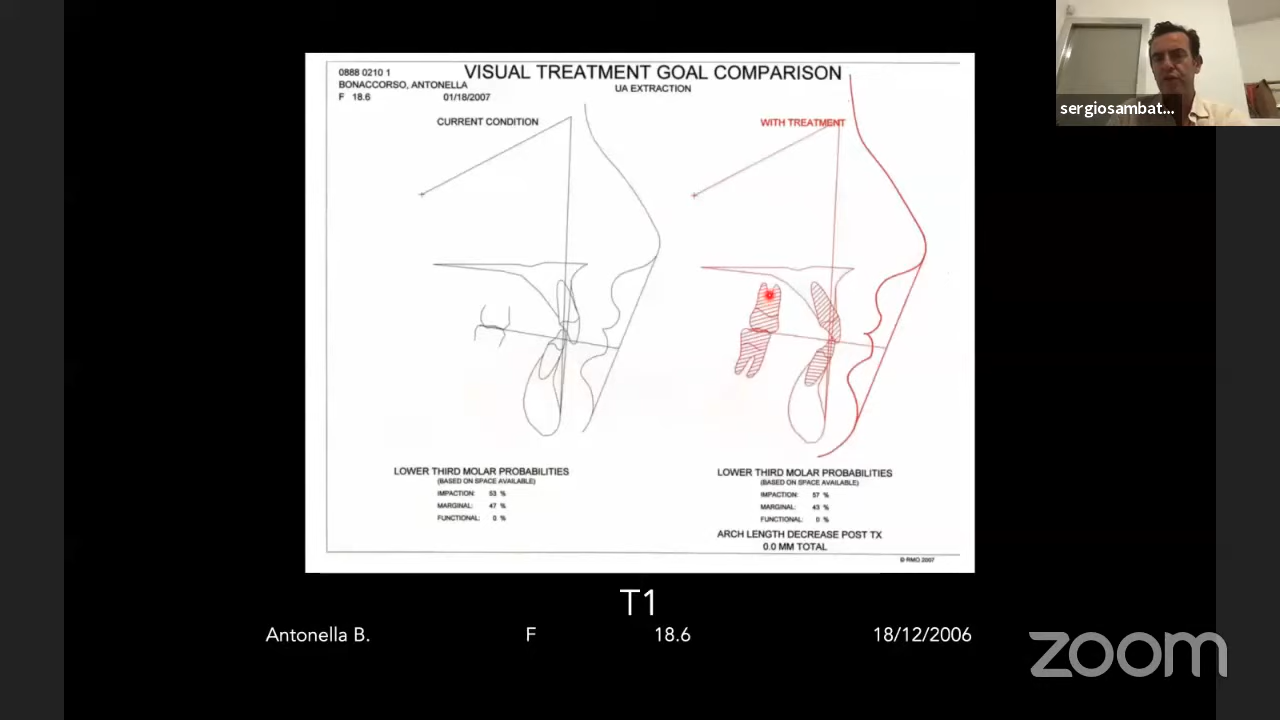 sergiosambat...
0888 0210 1
BONACCORSO, ANTONELLA
F 18.6 01/18/2007
VISUAL TREATMENT GOAL COMPARISON
UA EXTRACTION
CURRENT CONDITION
WITH TREATMENT
LOWER THIRD MOLAR PROBABILITIES
(BASED ON SPACE AVAILABLE)
IMPACTION: 53 %
MARGINAL: 47 %
FUNCTIONAL: 0 %
LOWER THIRD MOLAR PROBABILITIES
(BASED ON SPACE AVAILABLE)
IMPACTION: 57 %
MARGINAL: 43 %
FUNCTIONAL: 0 %
ARCH LENGTH DECREASE POST TX
0.0 MM TOTAL
© RMO 2007
T1
Antonella B. F 18.6 18/12/2006
zoom